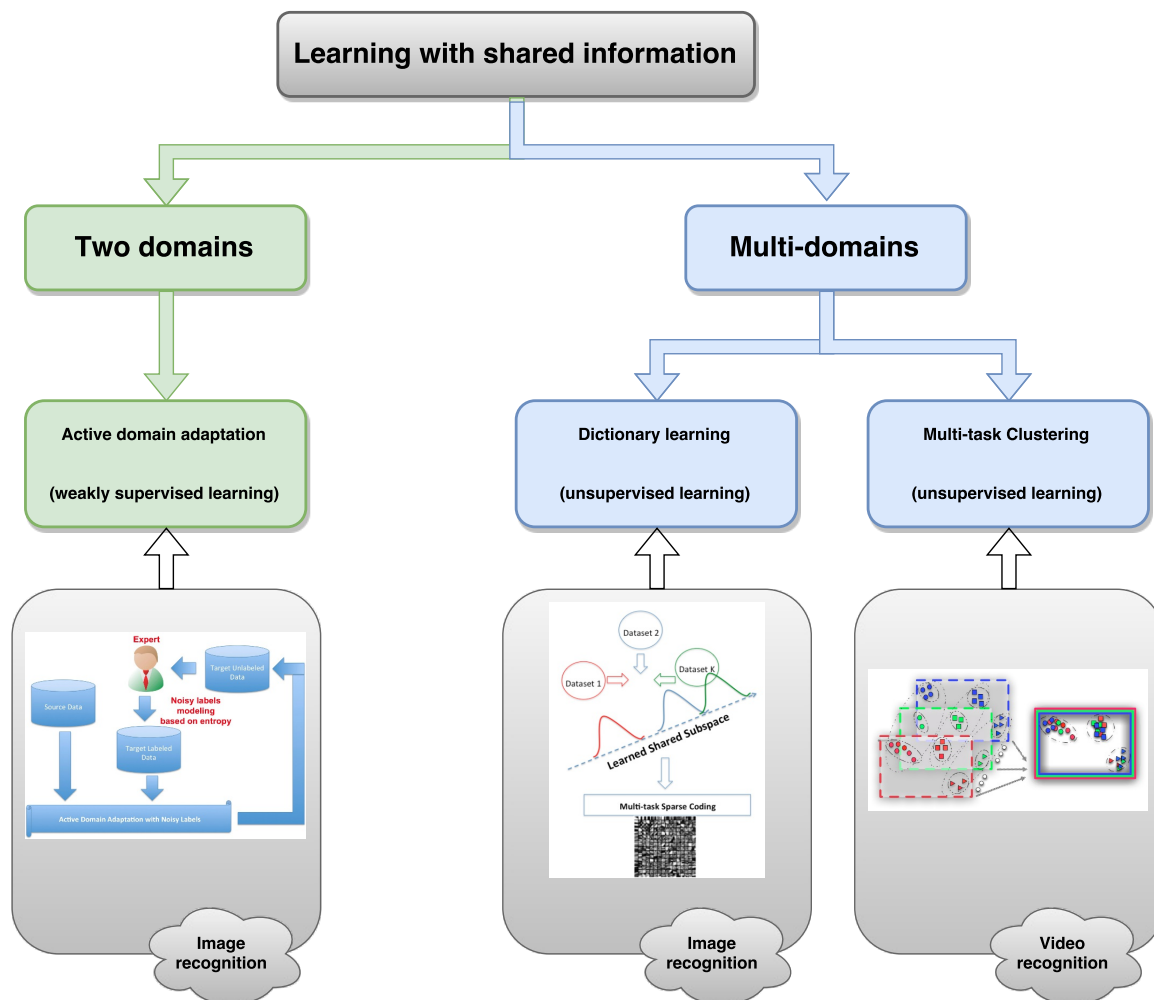 Learning with shared information
Two domains
Multi-domains
Active domain adaptation
(weakly supervised learning)
Dictionary learning
(unsupervised learning)
Multi-task Clustering
(unsupervised learning)
Expert
Target Unlabeled
Data
Source Data
Noisy labels
modeling
based on entropy
Target Labeled
Data
Active Domain Adaptation with Noisy Labels
Image
recognition
Dataset 2
Dataset 1
Dataset K
Learned Shared Subspace
Multi-task Sparse Coding
Image
recognition
Video
recognition